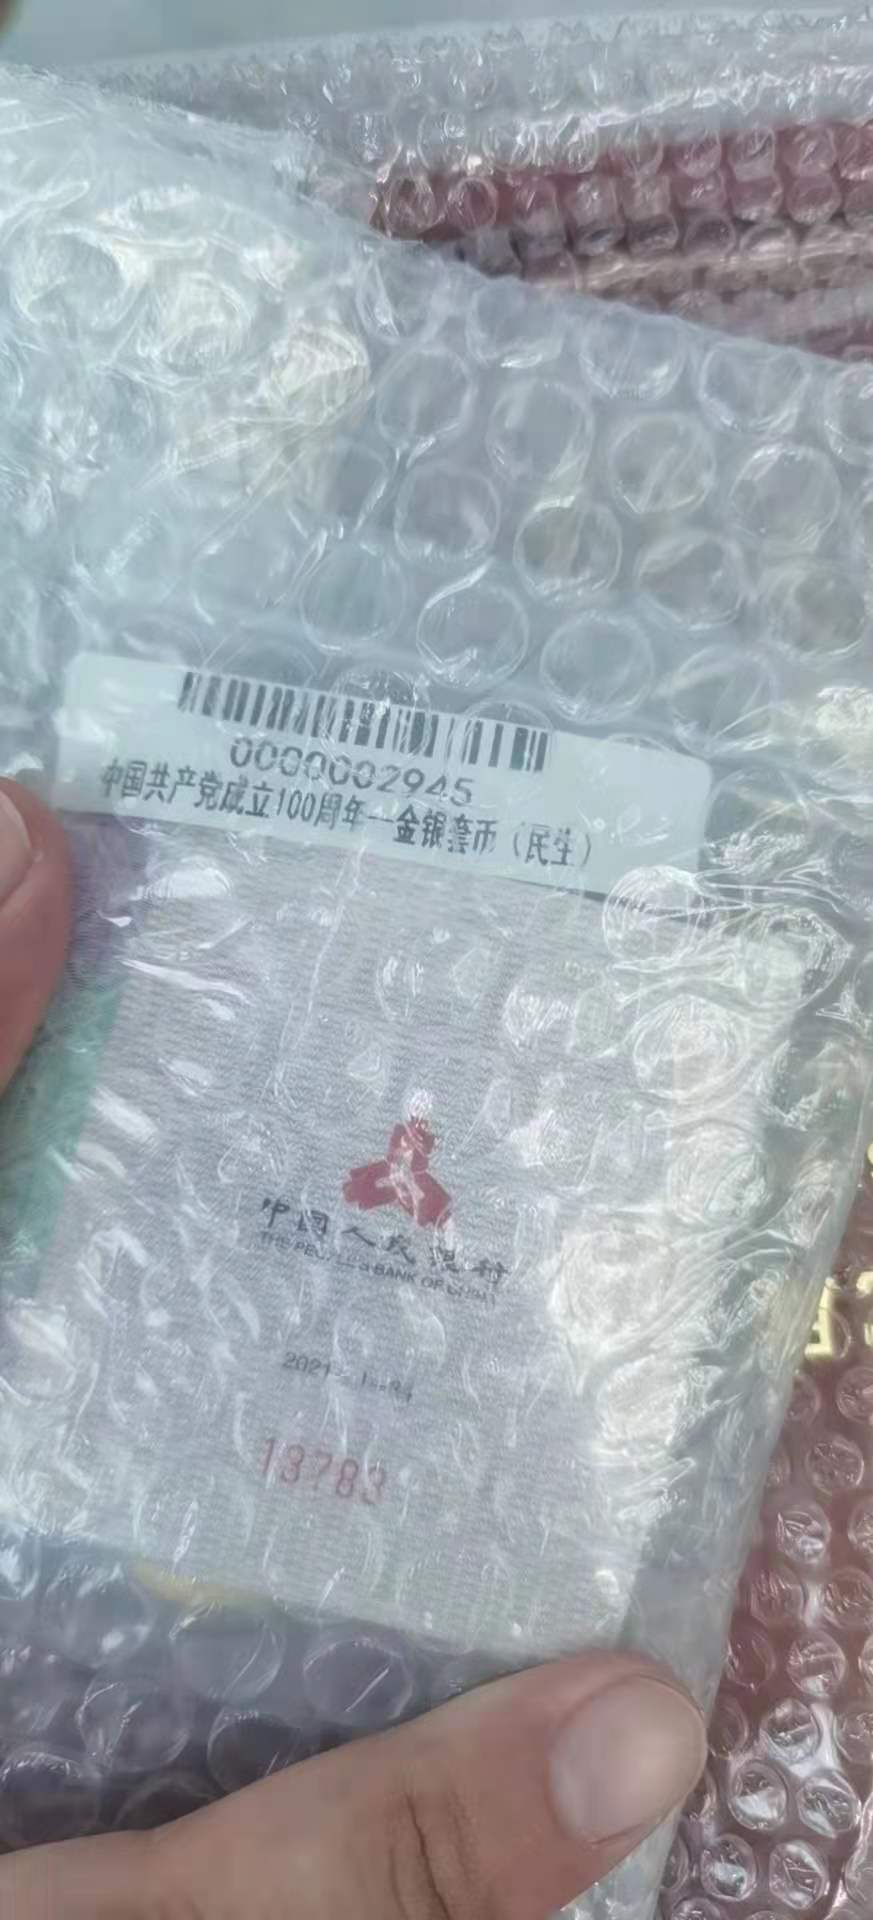 0000002945
中国共产党成立100周年—金银套币（民生）
中国人民银行
THE PEOPLE'S BANK OF CHINA
13783